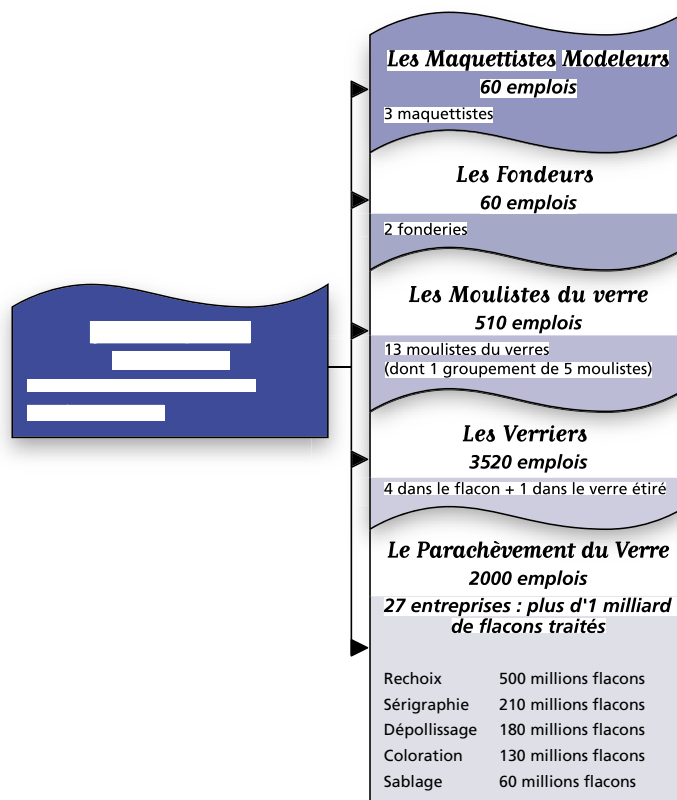 Les Maquettistes Modeleurs
60 emplois
3 maquettistes
Les Fondeurs
60 emplois
2 fonderies
Les Moulistes du verre
510 emplois
13 moulistes du verres
(dont 1 groupement de 5 moulistes)
Les Verriers
3520 emplois
4 dans le flacon + 1 dans le verre étiré
Le Parachèvement du Verre
2000 emplois
27 entreprises : plus d'1 milliard
de flacons traités
Rechoix 500 millions flacons
Sérigraphie 210 millions flacons
Dépollissage 180 millions flacons
Coloration 130 millions flacons
Sablage 60 millions flacons